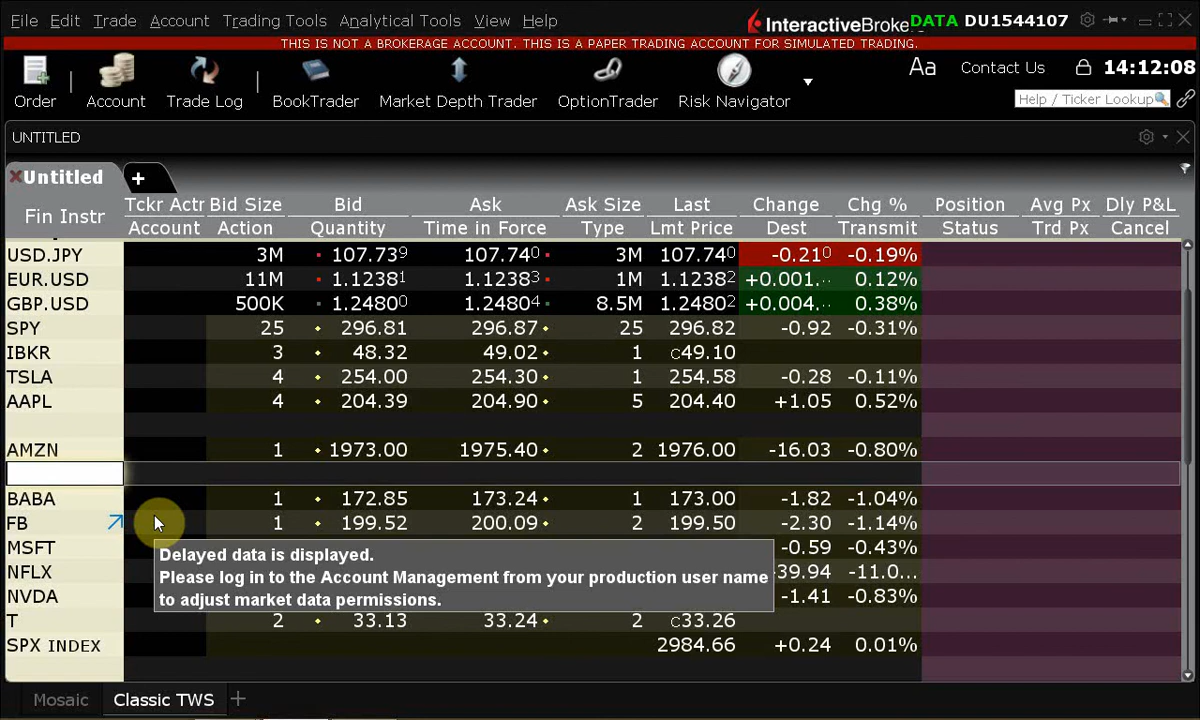 File Edit Trade Account Trading Tools Analytical Tools View Help InteractiveBroke DATA DU1544107
THIS IS NOT A BROKERAGE ACCOUNT. THIS IS A PAPER TRADING ACCOUNT FOR SIMULATED TRADING.
Order Account Trade Log BookTrader Market Depth Trader OptionTrader Risk Navigator Aa Contact Us 14:12:08
Help / Ticker Lookup
UNTITLED
Untitled +
Fin Instr
Tckr Actn Bid Size Bid Ask Ask Size Last Change Chg % Position Avg Px Dly P&L
Account Action Quantity Time in Force Type Lmt Price Dest Transmit Status Trd Px Cancel
USD.JPY 3M 107.73⁹ 107.74⁰ 3M 107.74⁰ -0.21⁰ -0.19%
EUR.USD 11M 1.1238¹ 1.1238³ 1M 1.1238² +0.001... 0.12%
GBP.USD 500K 1.2480⁰ 1.2480⁴ 8.5M 1.2480² +0.004... 0.38%
SPY 25 296.81 296.87 25 296.82 -0.92 -0.31%
IBKR 3 48.32 49.02 1 C49.10
TSLA 4 254.00 254.30 1 254.58 -0.28 -0.11%
AAPL 4 204.39 204.90 5 204.40 +1.05 0.52%
AMZN 1 1973.00 1975.40 2 1976.00 -16.03 -0.80%
BABA 1 172.85 173.24 1 173.00 -1.82 -1.04%
FB 1 199.52 200.09 2 199.50 -2.30 -1.14%
MSFT -0.59 -0.43%
NFLX -39.94 -11.0...
NVDA -1.41 -0.83%
Delayed data is displayed.
Please log in to the Account Management from your production user name
to adjust market data permissions.
T 2 33.13 33.24 2 C33.26
SPX INDEX 2984.66 +0.24 0.01%
Mosaic Classic TWS +